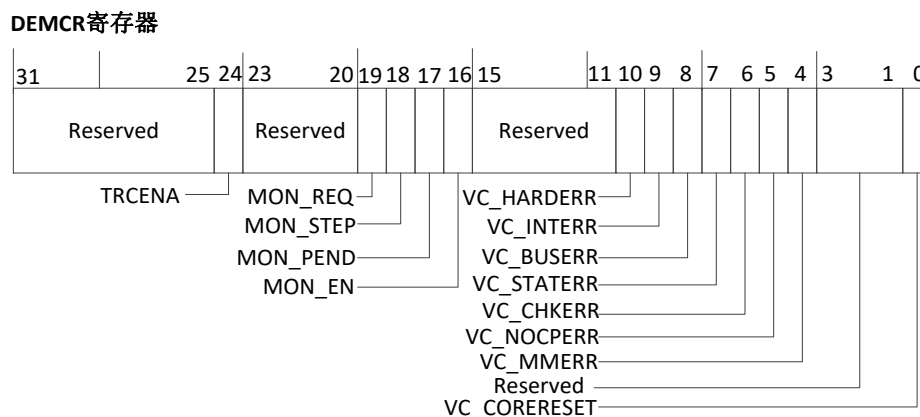 DEMCR寄存器
31 25 24 23 20 19 18 17 16 15 11 10 9 8 7 6 5 4 3 1 0
Reserved Reserved Reserved
TRCENA MON_REQ VC_HARDERR
MON_STEP VC_INTERR
MON_PEND VC_BUSERR
MON_EN VC_STATERR
VC_CHKERR
VC_NOCPERR
VC_MMERR
Reserved
VC_CORERESET